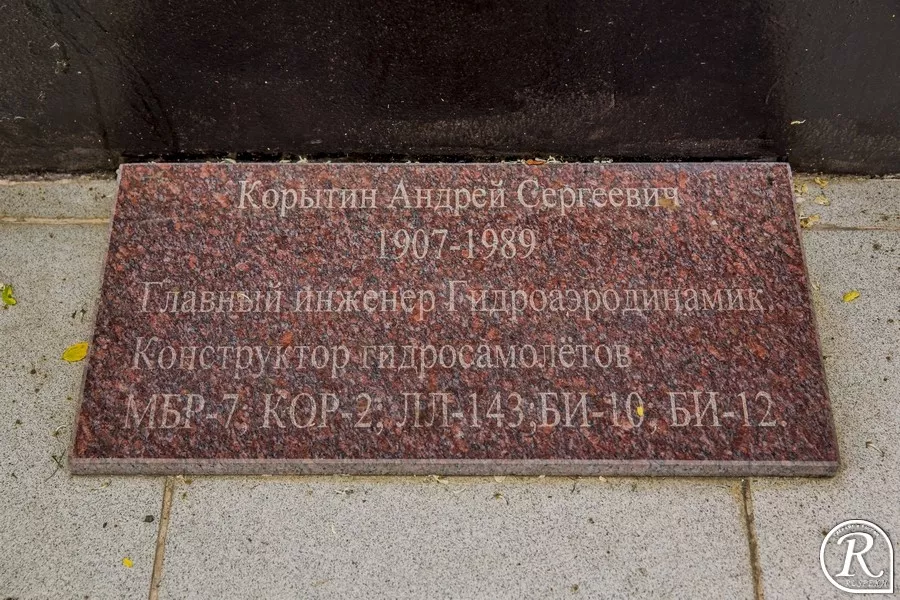 Корытин Андрей Сергеевич
1907-1989
Главный инженер Гидроаэродинамик
Конструктор гидросамолётов
МБР-7; КОР-2; ЛЛ-143;БИ-10; БИ-12.
R